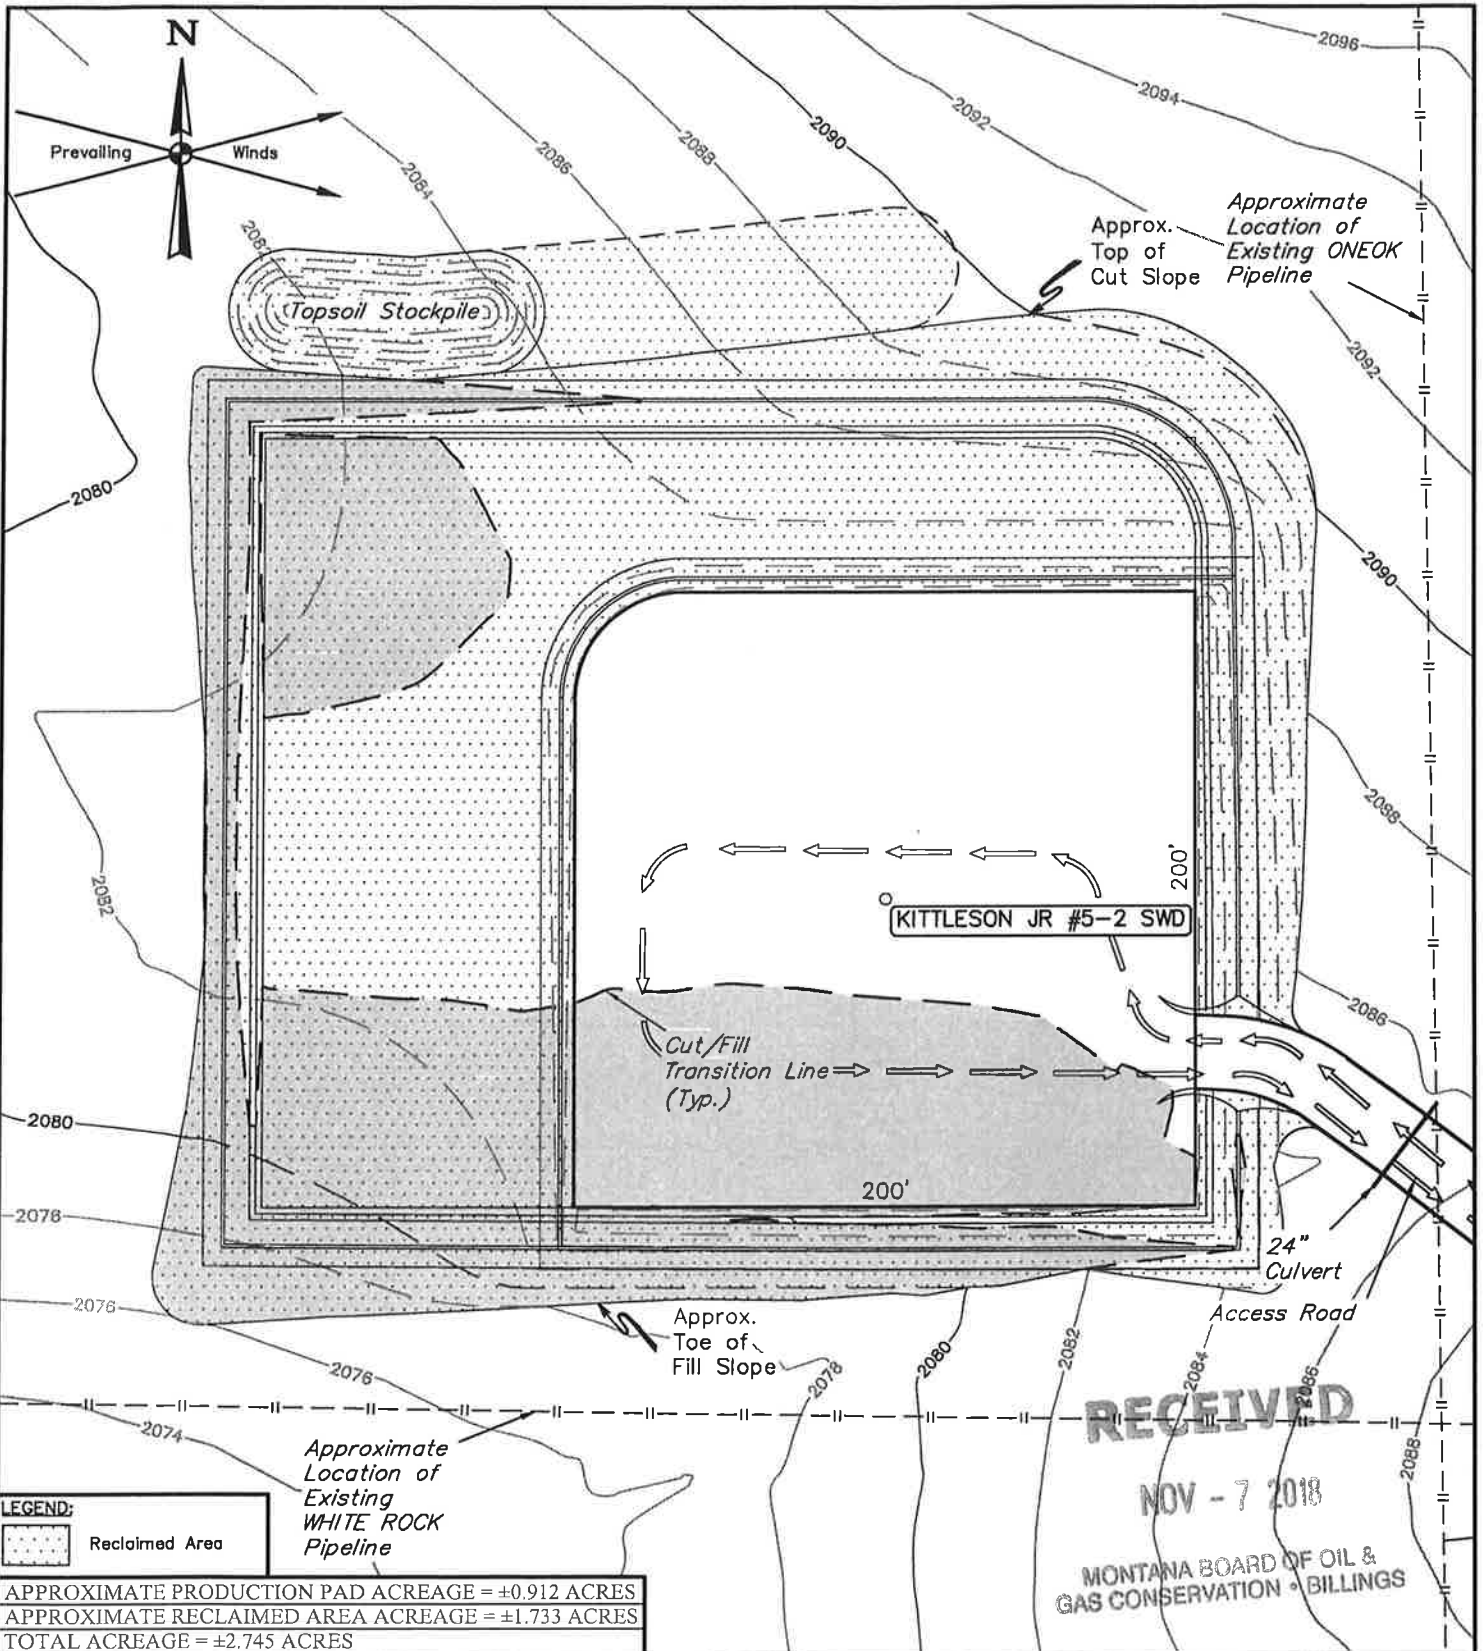 N
Prevailing Winds
2096
2094
2092
2090
2088
2086
2084
2082
Approx.
Top of
Cut Slope
Approximate
Location of
Existing ONEOK
Pipeline
Topsoil Stockpile
2092
2080
2090
2088
2082
200'
KITTLESON JR #5-2 SWD
2086
Cut/Fill
Transition Line
(Typ.)
2080
200'
2078
24"
Culvert
Access Road
2076
Approx.
Toe of
Fill Slope
2076
2078
2080
2082
2084
2086
2088
2074
Approximate
Location of
Existing
WHITE ROCK
Pipeline
RECEIVED
NOV - 7 2018
MONTANA BOARD OF OIL &
GAS CONSERVATION • BILLINGS
LEGEND:
Reclaimed Area
APPROXIMATE PRODUCTION PAD ACREAGE = ±0.912 ACRES
APPROXIMATE RECLAIMED AREA ACREAGE = ±1.733 ACRES
TOTAL ACREAGE = ±2.745 ACRES